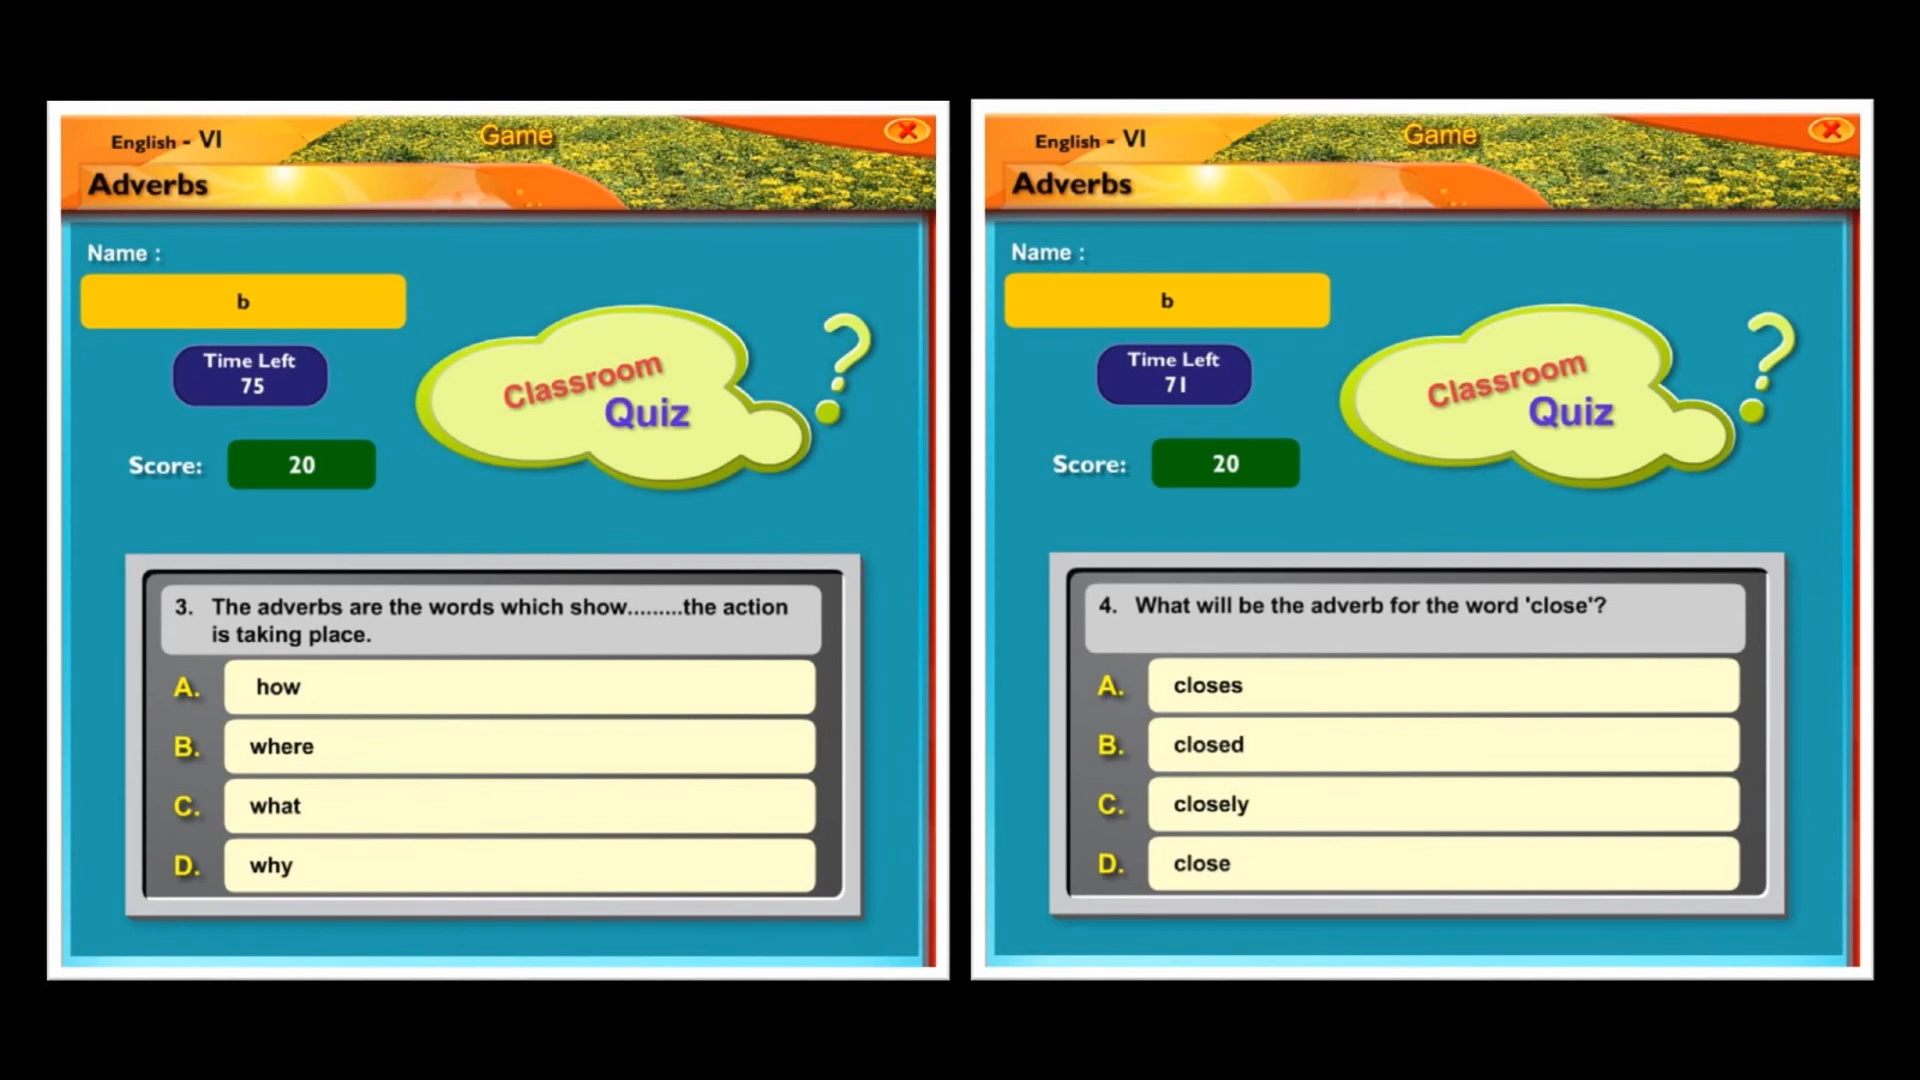 English - VI
Game
Adverbs
Name :
b
Time Left
75
Classroom
Quiz
?
Score:
20
3. The adverbs are the words which show.........the action
is taking place.
A. how
B. where
C. what
D. why
English - VI
Game
Adverbs
Name :
b
Time Left
71
Classroom
Quiz
?
Score:
20
4. What will be the adverb for the word 'close'?
A. closes
B. closed
C. closely
D. close